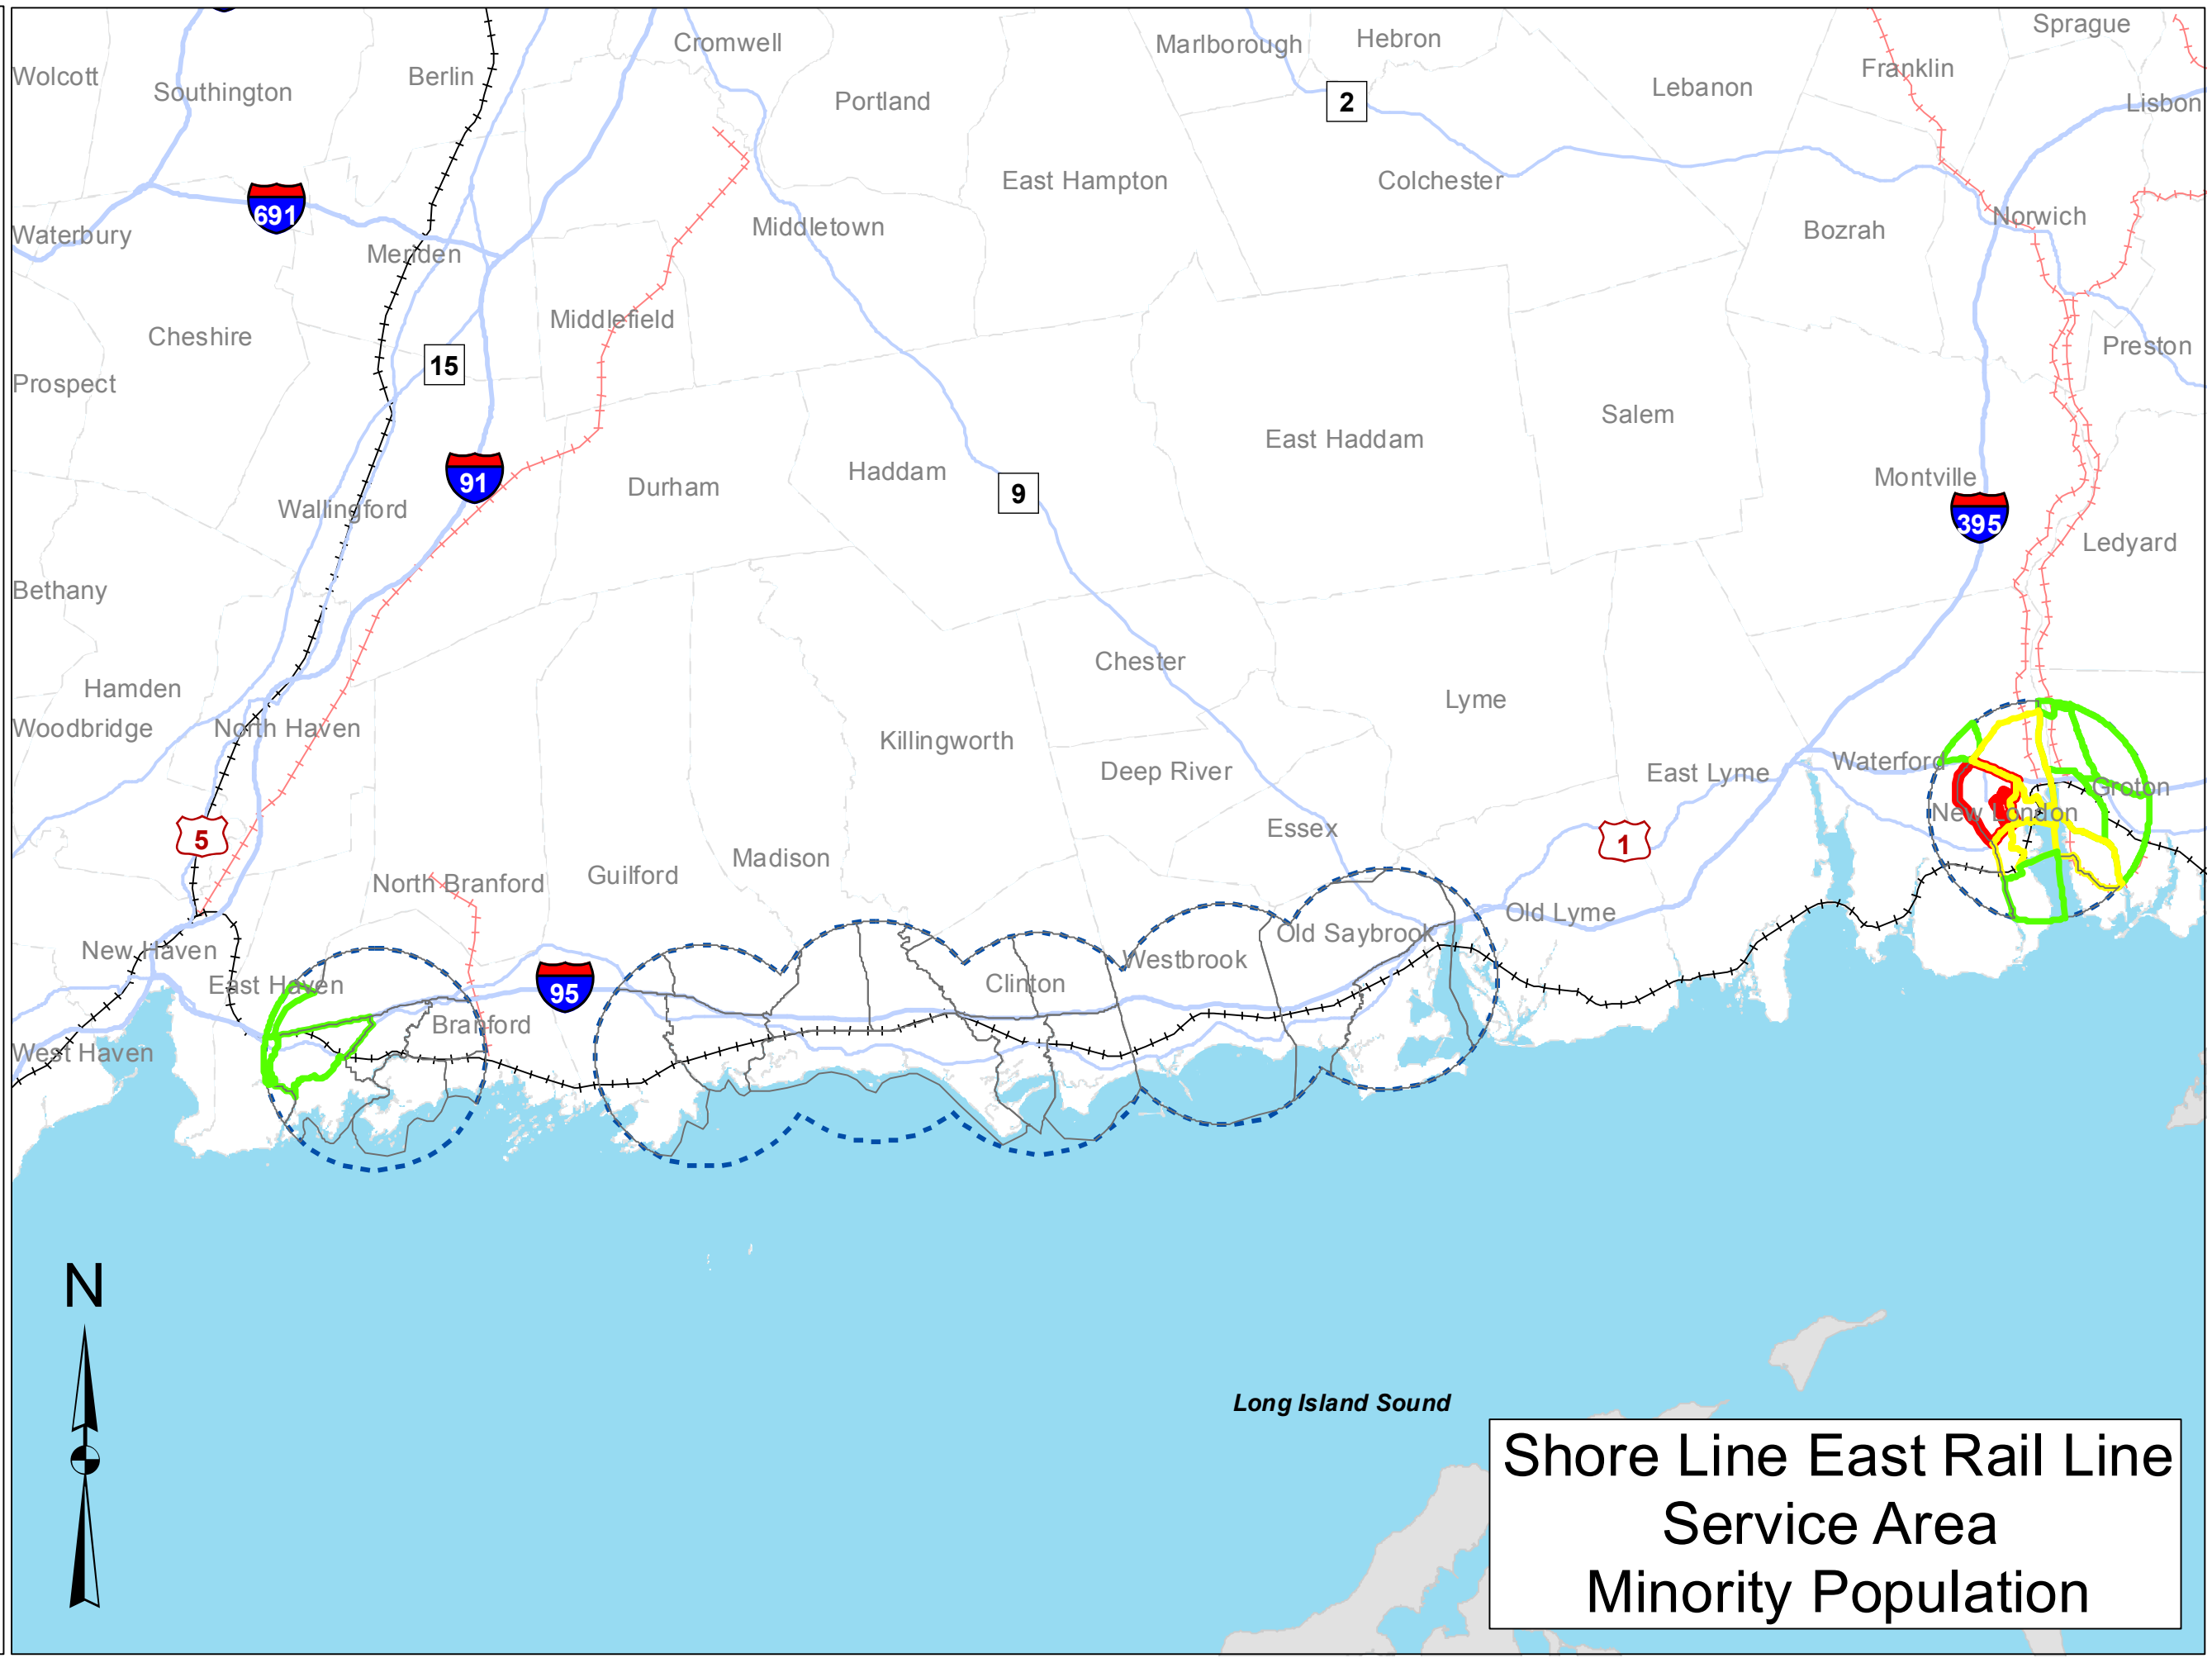 Cromwell
Marlborough
Hebron
Sprague
Wolcott
Southington
Berlin
Portland
2
Lebanon
Franklin
Lisbon
691
Waterbury
Meriden
East Hampton
Middletown
Colchester
Bozrah
Norwich
Cheshire
Middlefield
15
Prospect
Preston
91
Durham
Haddam
9
East Haddam
Salem
Montville
395
Wallingford
Ledyard
Bethany
Hamden
Woodbridge
North Haven
Chester
Lyme
Killingworth
Deep River
East Lyme
Waterford
Groton
New London
5
Essex
1
North Branford
Guilford
Madison
Old Lyme
New Haven
East Haven
95
Clinton
Westbrook
Old Saybrook
Branford
West Haven
N
Long Island Sound
Shore Line East Rail Line
Service Area
Minority Population